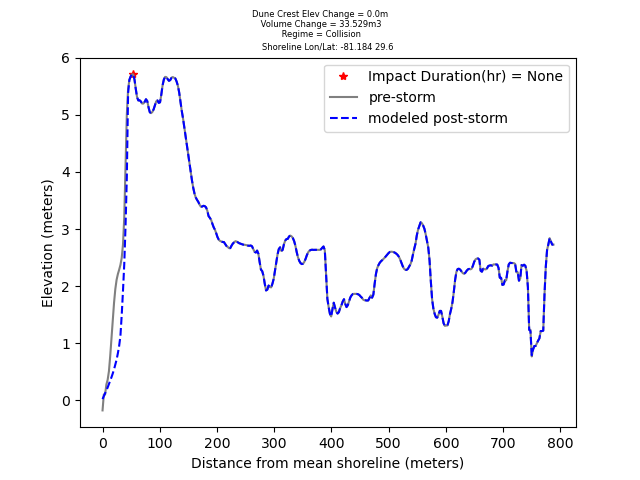 Dune Crest Elev Change = 0.0m
Volume Change = 33.529m3
Regime = Collision
Shoreline Lon/Lat: -81.184 29.6
Impact Duration(hr) = None
pre-storm
modeled post-storm
Elevation (meters)
6
5
4
3
2
1
0
0 100 200 300 400 500 600 700 800
Distance from mean shoreline (meters)